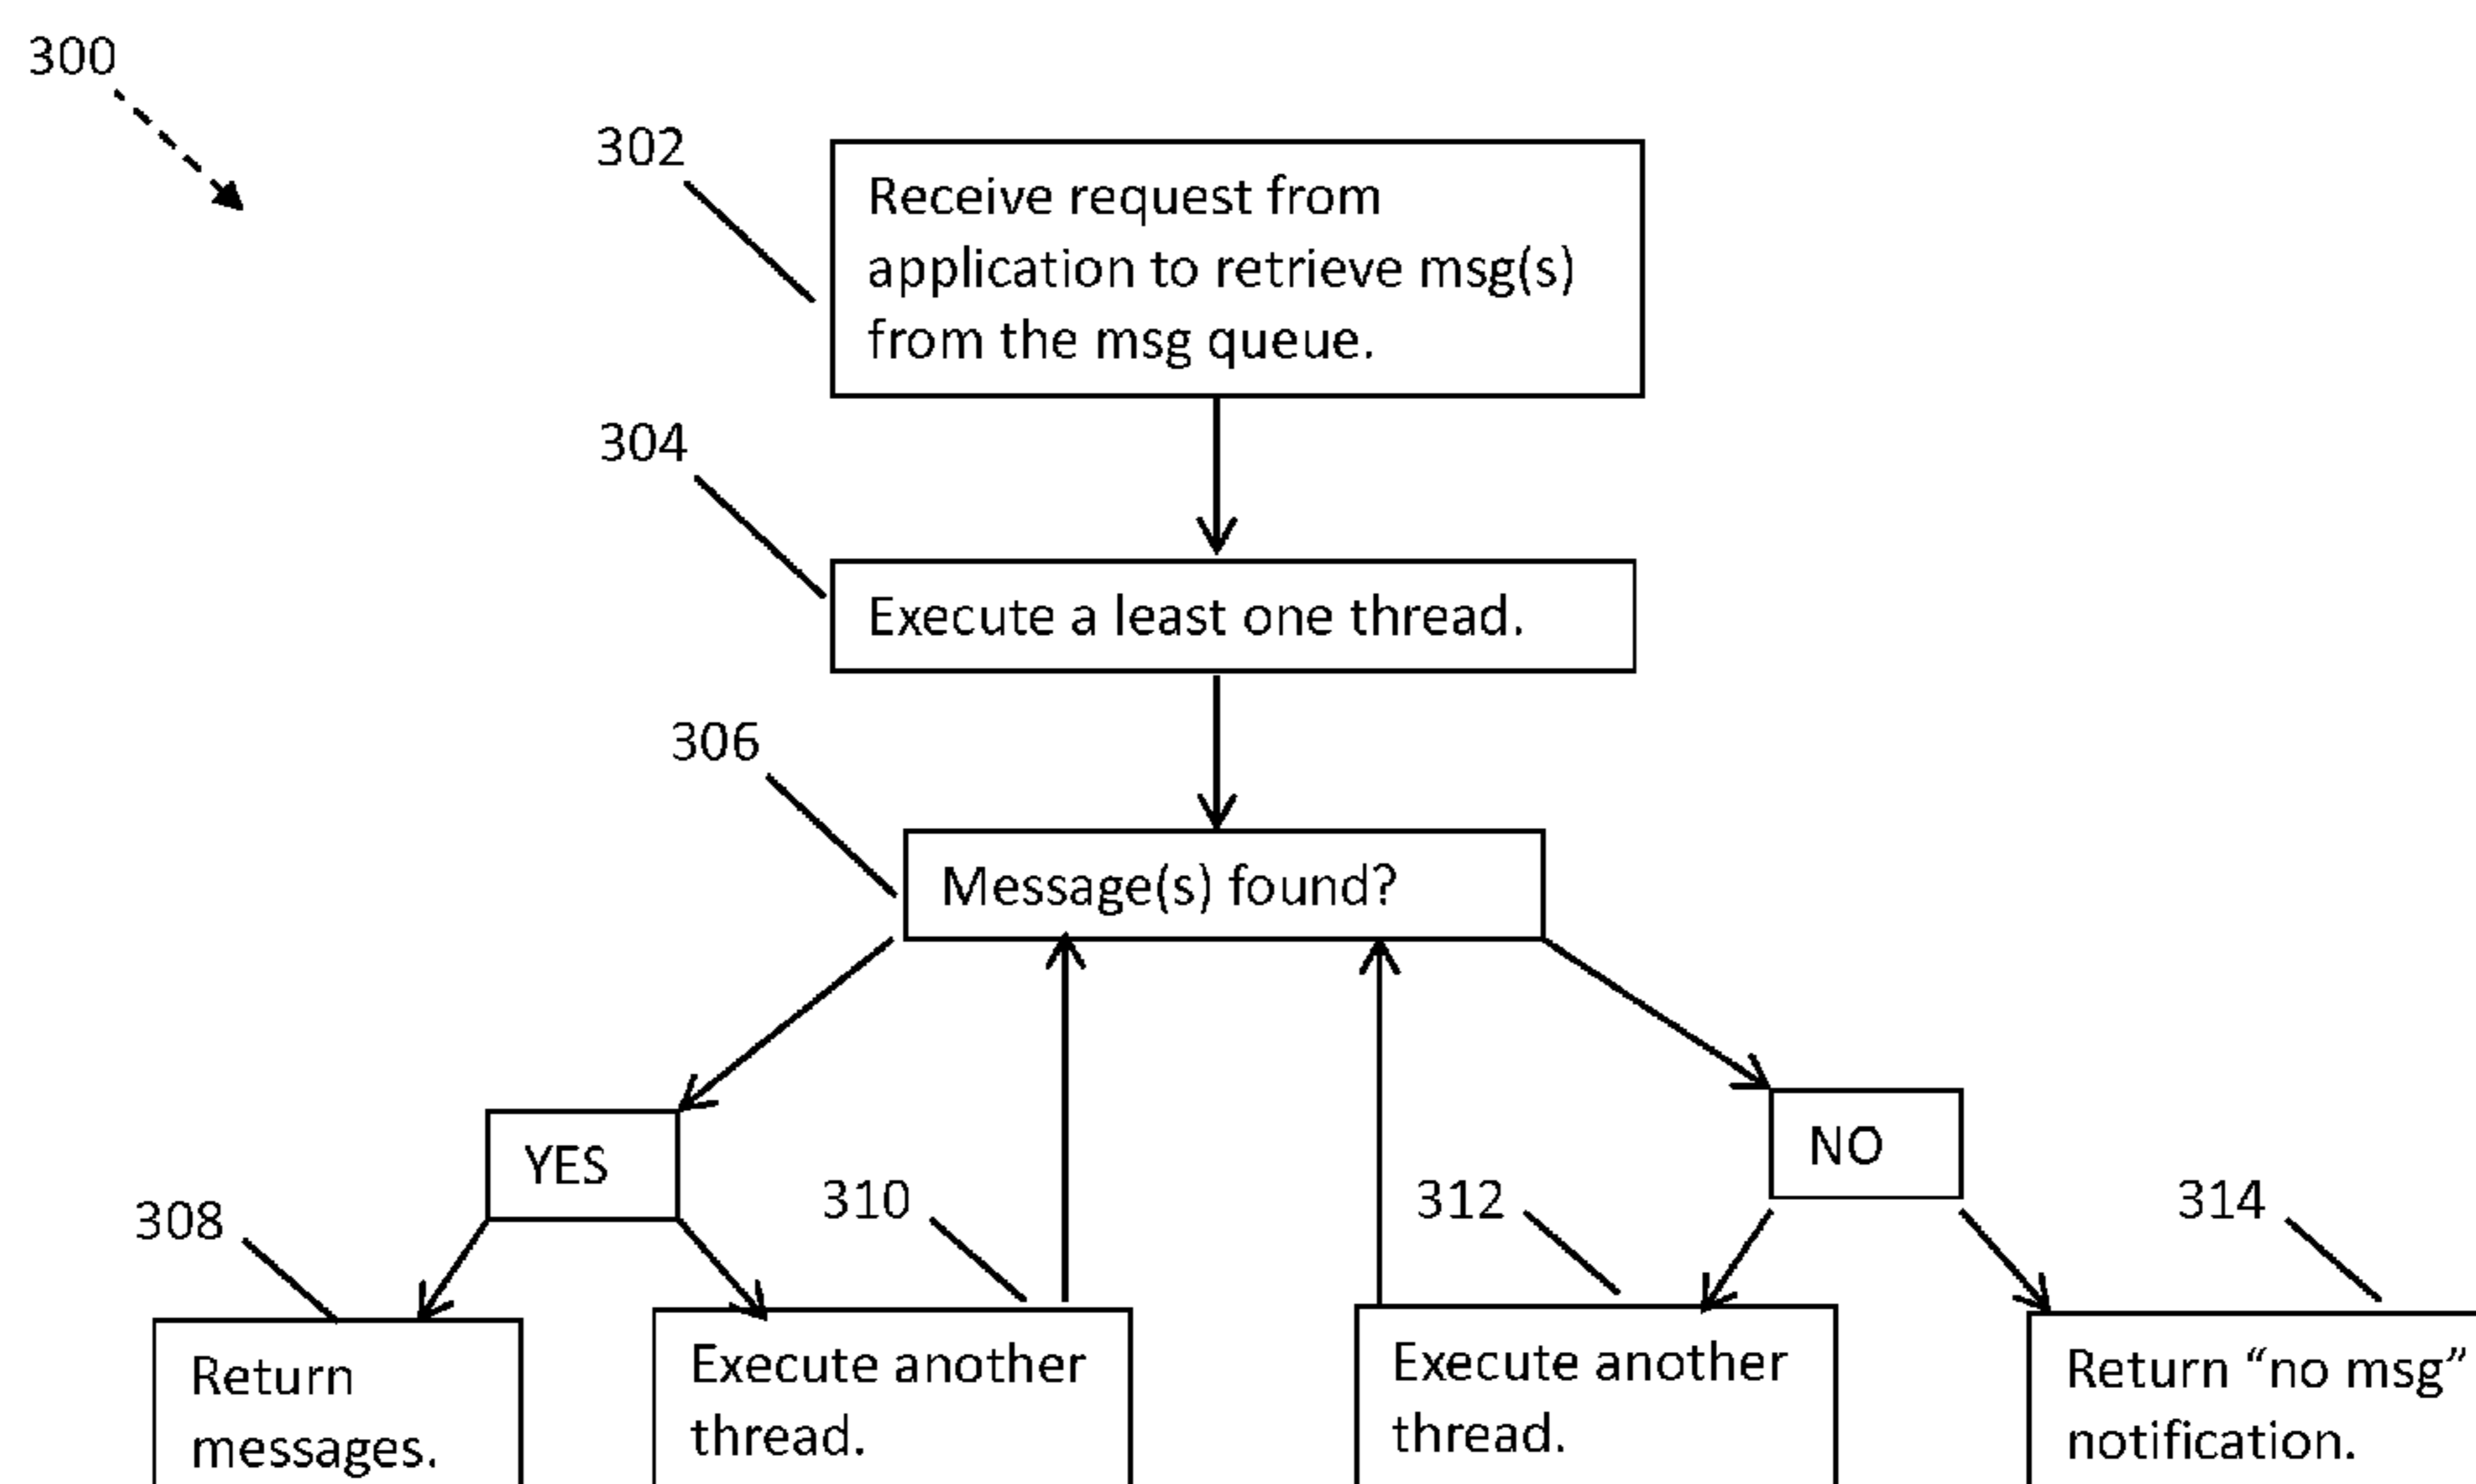 300
302
Receive request from
application to retrieve msg(s)
from the msg queue.
304
Execute a least one thread.
306
Message(s) found?
YES
NO
308
310
312
314
Return
messages.
Execute another
thread.
Execute another
thread.
Return “no msg”
notification.